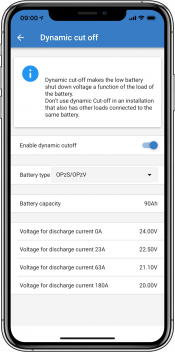 09:00
Dynamic cut off
Dynamic cut-off makes the low battery
shut down voltage a function of the load of
the battery.
Don't use dynamic Cut-off in an installation
that also has other loads connected to the
same battery.
Enable dynamic cutoff
Battery type OPzS/OPzV
Battery capacity 90Ah
Voltage for discharge current 0A 24.00V
Voltage for discharge current 23A 22.50V
Voltage for discharge current 63A 21.10V
Voltage for discharge current 180A 20.00V